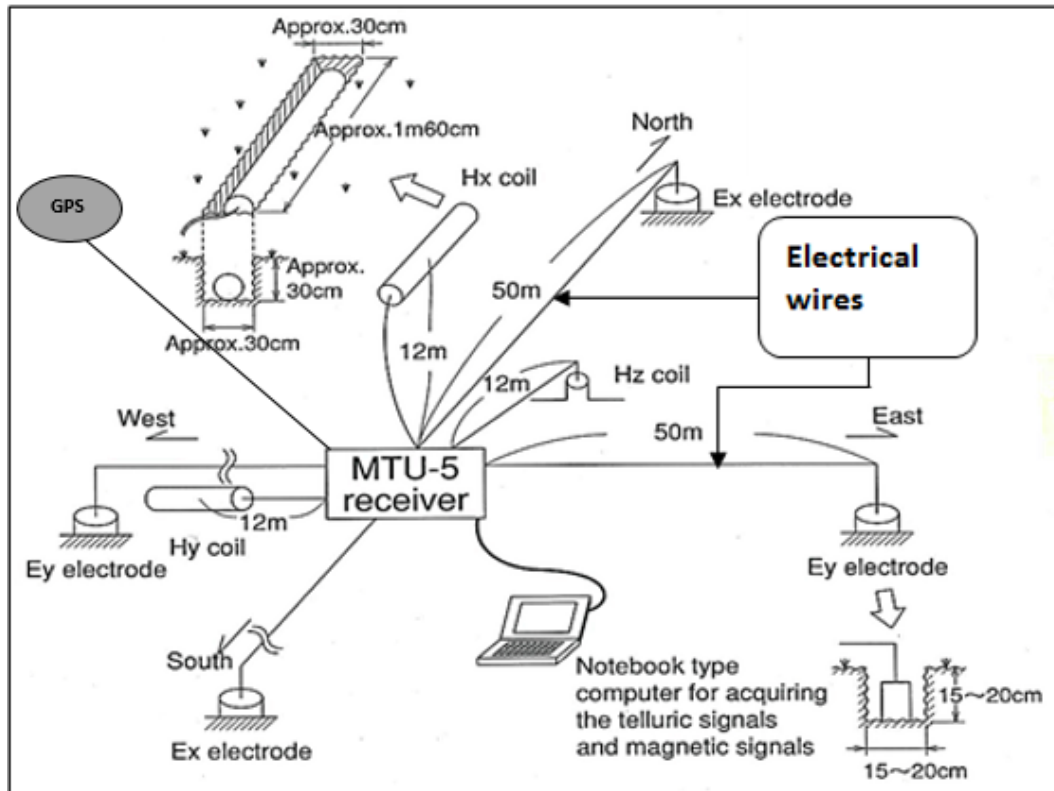 Approx.30cm
Approx.1m60cm
North
Hx coil
GPS
Ex electrode
Approx.
30cm
Electrical
wires
50m
Approx.30cm
12m
12m
Hz coil
West
50m
East
MTU-5
receiver
12m
Hy coil
Ey electrode
Ey electrode
South
Notebook type
computer for acquiring
the telluric signals
and magnetic signals
15～20cm
Ex electrode
15～20cm